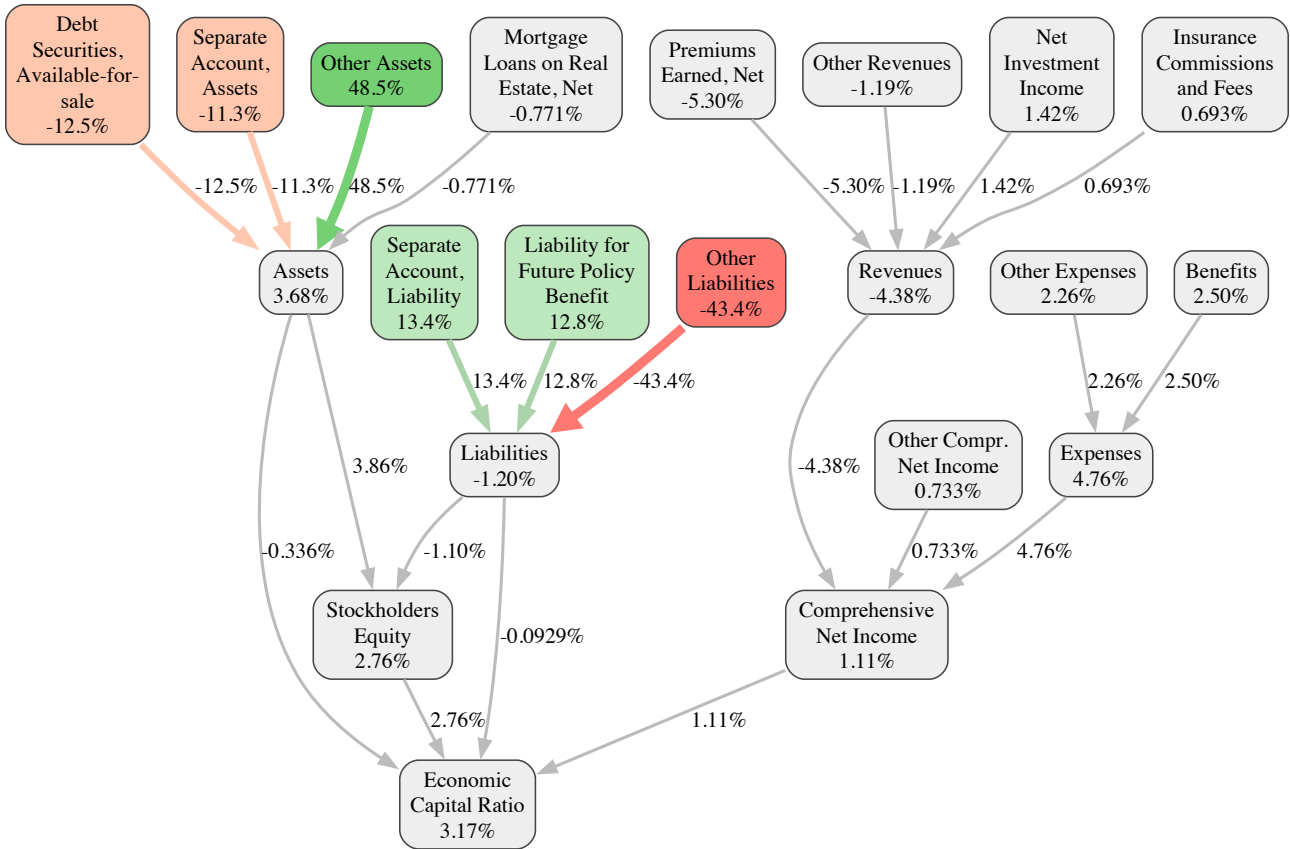 Debt
Securities,
Available-for-
sale
-12.5%
Separate
Account,
Assets
-11.3%
Other Assets
48.5%
Mortgage
Loans on Real
Estate, Net
-0.771%
Premiums
Earned, Net
-5.30%
Other Revenues
-1.19%
Net
Investment
Income
1.42%
Insurance
Commissions
and Fees
0.693%
-12.5%
-11.3%
48.5%
-0.771%
-5.30%
-1.19%
1.42%
0.693%
Assets
3.68%
Separate
Account,
Liability
13.4%
Liability for
Future Policy
Benefit
12.8%
Other
Liabilities
-43.4%
Revenues
-4.38%
Other Expenses
2.26%
Benefits
2.50%
13.4%
12.8%
-43.4%
2.26%
2.50%
3.86%
Liabilities
-1.20%
-4.38%
Other Compr.
Net Income
0.733%
Expenses
4.76%
-0.336%
-1.10%
0.733%
4.76%
Stockholders
Equity
2.76%
-0.0929%
Comprehensive
Net Income
1.11%
2.76%
1.11%
Economic
Capital Ratio
3.17%